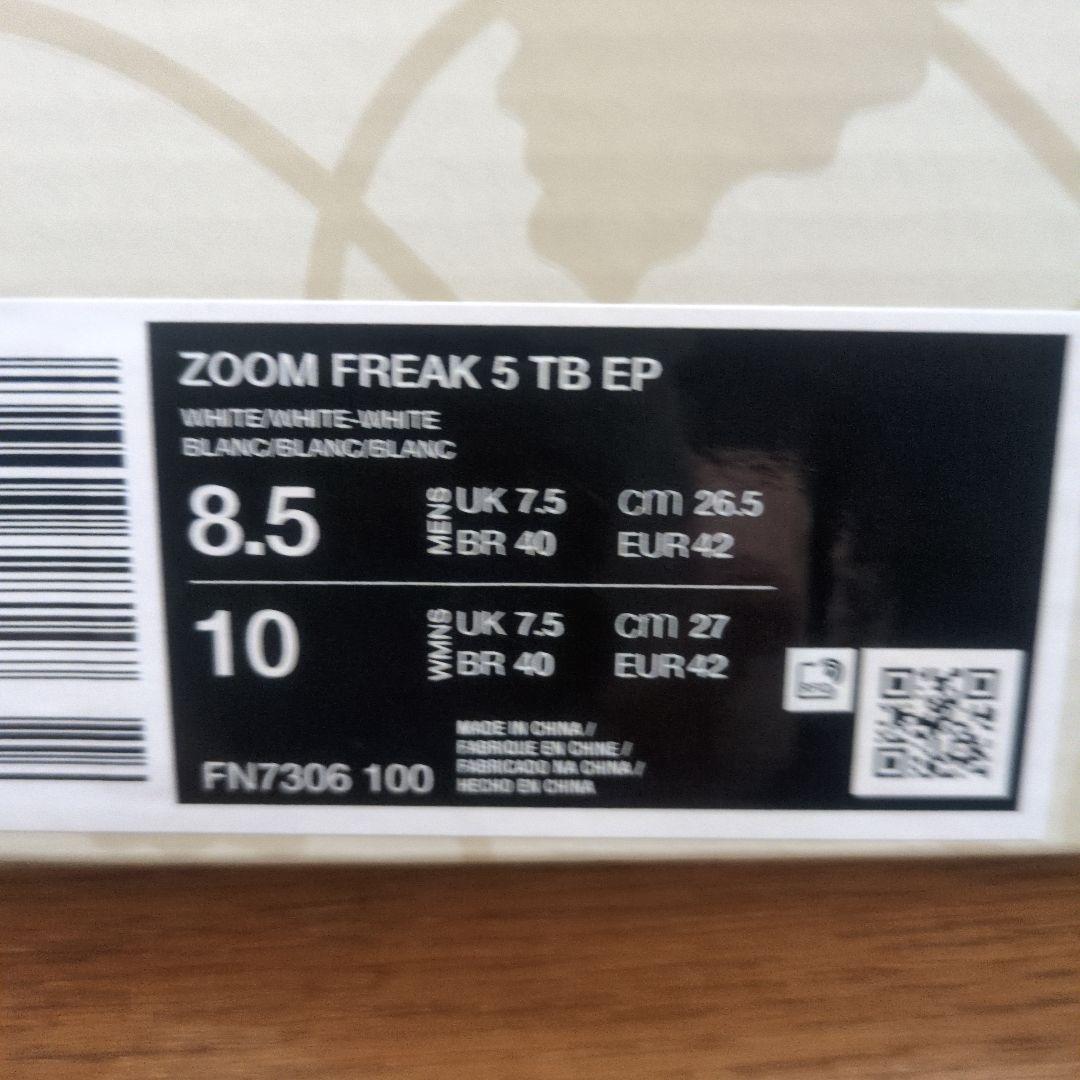 ZOOM FREAK 5 TB EP
WHITE/WHITE-WHITE
BLANC/BLANC/BLANC
8.5 MENS UK 7.5 cm 26.5
BR 40 EUR 42
10 WMNS UK 7.5 cm 27
BR 40 EUR 42
MADE IN CHINA //
FABRIQUE EN CHINE //
FABRICADO NA CHINA //
HECHO EN CHINA
FN7306 100